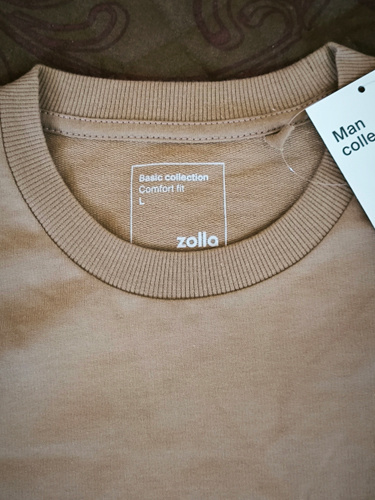 Basic collection
Comfort fit
L
zolla
Man
colle